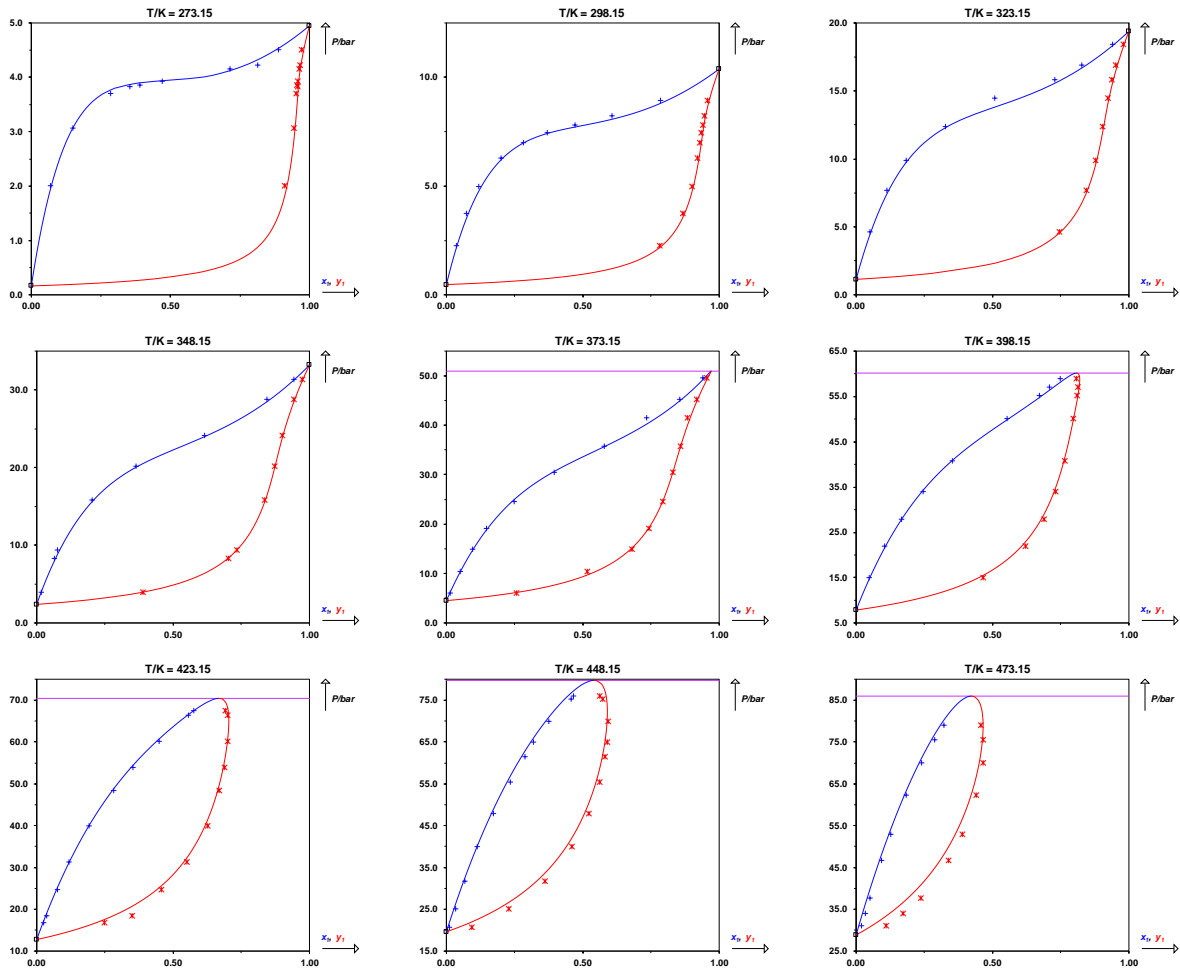 T/K = 273.15
5.0
4.0
3.0
2.0
1.0
0.0
0.00
0.50
1.00
P/bar
x₁, y₁
T/K = 298.15
10.0
5.0
0.0
0.00
0.50
1.00
P/bar
x₁, y₁
T/K = 323.15
20.0
15.0
10.0
5.0
0.0
0.00
0.50
1.00
P/bar
x₁, y₁
T/K = 348.15
30.0
20.0
10.0
0.0
0.00
0.50
1.00
P/bar
x₁, y₁
T/K = 373.15
50.0
40.0
30.0
20.0
10.0
0.0
0.00
0.50
1.00
P/bar
x₁, y₁
T/K = 398.15
65.0
55.0
45.0
35.0
25.0
15.0
5.0
0.00
0.50
1.00
P/bar
x₁, y₁
T/K = 423.15
70.0
60.0
50.0
40.0
30.0
20.0
10.0
0.00
0.50
1.00
P/bar
x₁, y₁
T/K = 448.15
75.0
65.0
55.0
45.0
35.0
25.0
15.0
0.00
0.50
1.00
P/bar
x₁, y₁
T/K = 473.15
85.0
75.0
65.0
55.0
45.0
35.0
25.0
0.00
0.50
1.00
P/bar
x₁, y₁